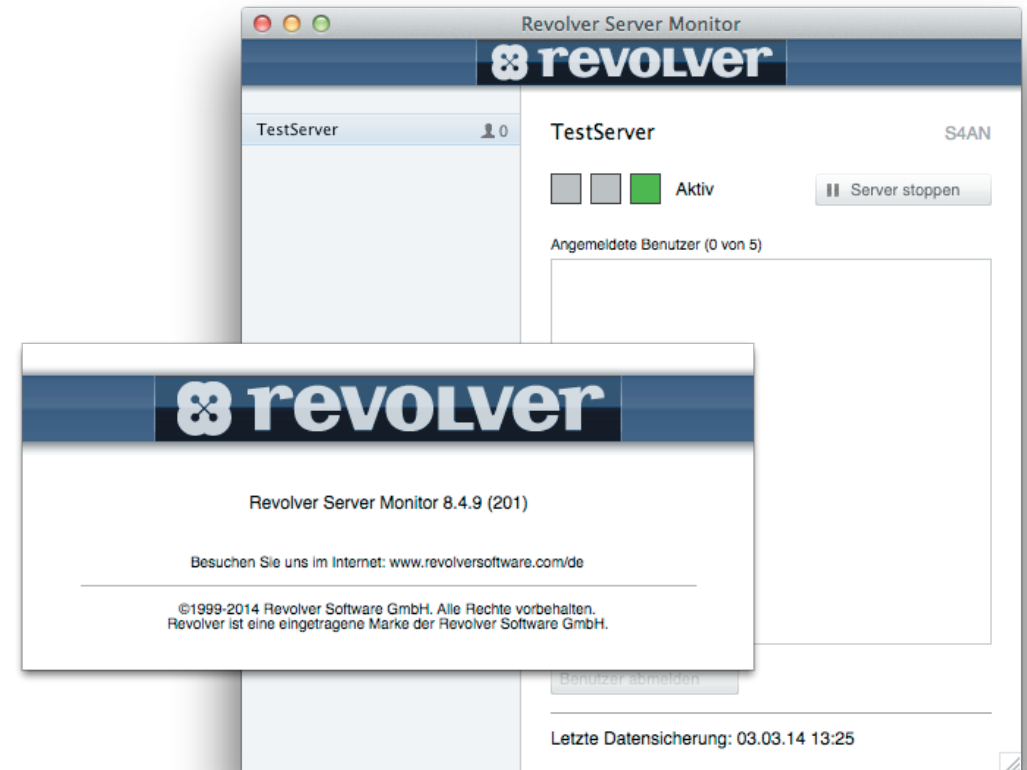 Revolver Server Monitor
revolver
TestServer 0
TestServer S4AN
Aktiv Server stoppen
Angemeldete Benutzer (0 von 5)
revolver
Revolver Server Monitor 8.4.9 (201)
Besuchen Sie uns im Internet: www.revolversoftware.com/de
©1999-2014 Revolver Software GmbH. Alle Rechte vorbehalten.
Revolver ist eine eingetragene Marke der Revolver Software GmbH.
Benutzer abmelden
Letzte Datensicherung: 03.03.14 13:25